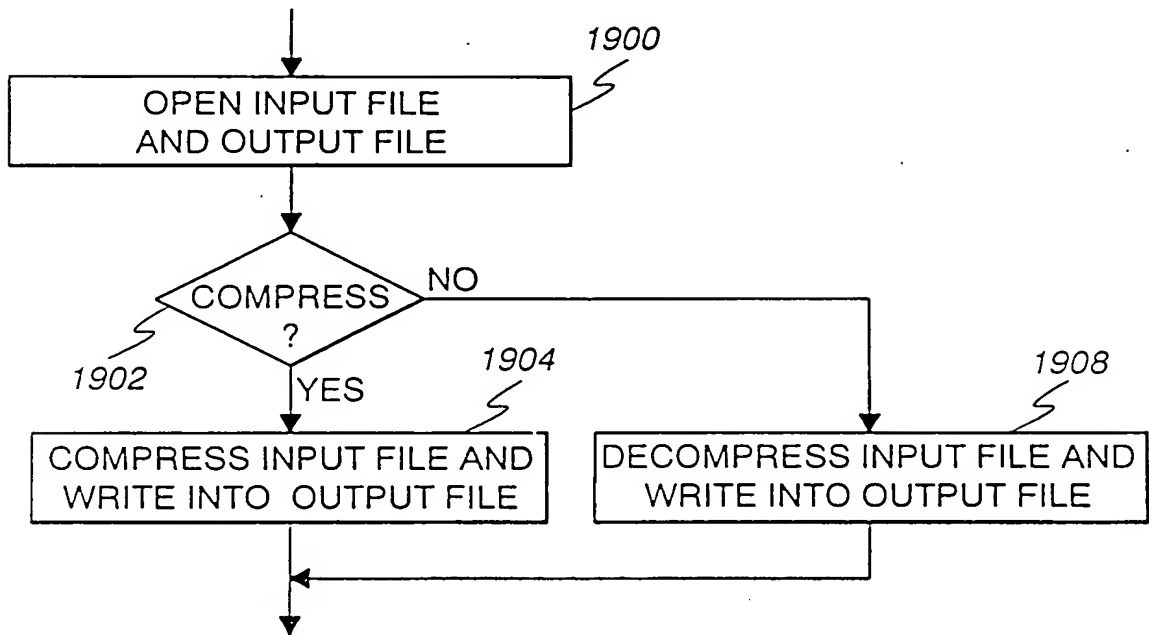 1900
OPEN INPUT FILE
AND OUTPUT FILE
NO
COMPRESS
?
1902
YES
1904
COMPRESS INPUT FILE AND
WRITE INTO OUTPUT FILE
1908
DECOMPRESS INPUT FILE AND
WRITE INTO OUTPUT FILE